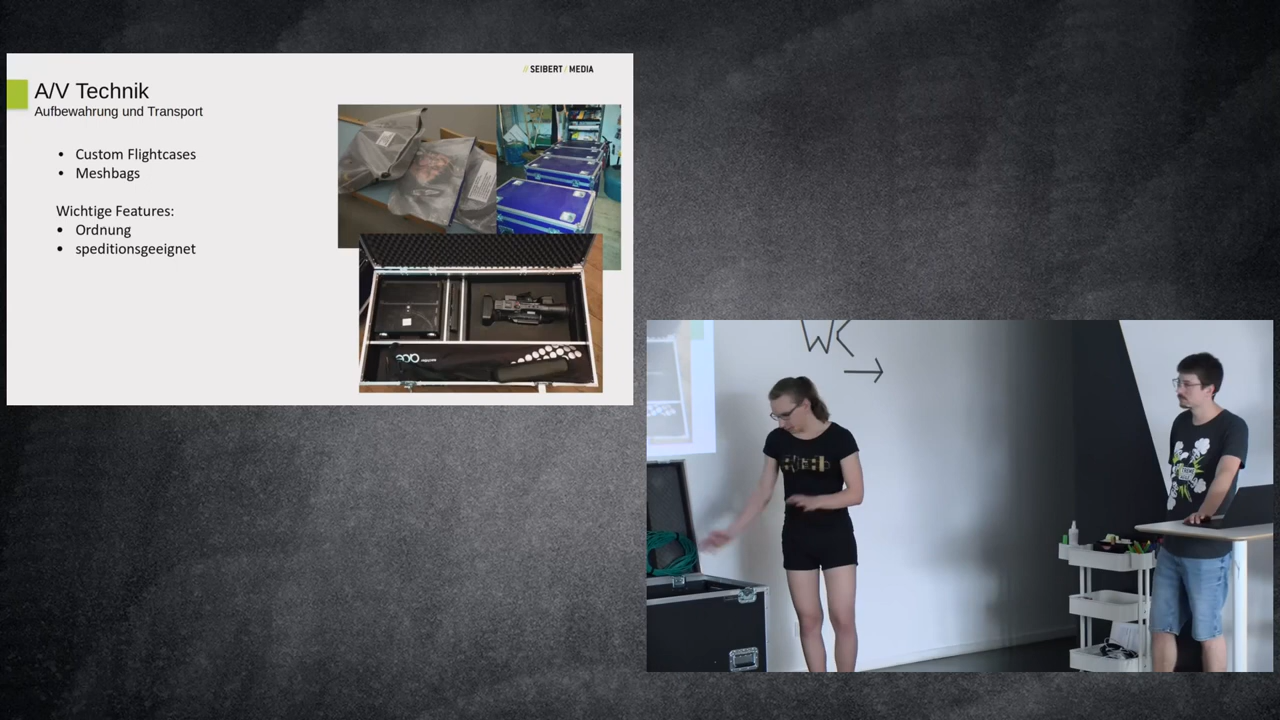 // SEIBERT / MEDIA
A/V Technik
Aufbewahrung und Transport
• Custom Flightcases
• Meshbags
Wichtige Features:
• Ordnung
• speditionsgeeignet
WC
→